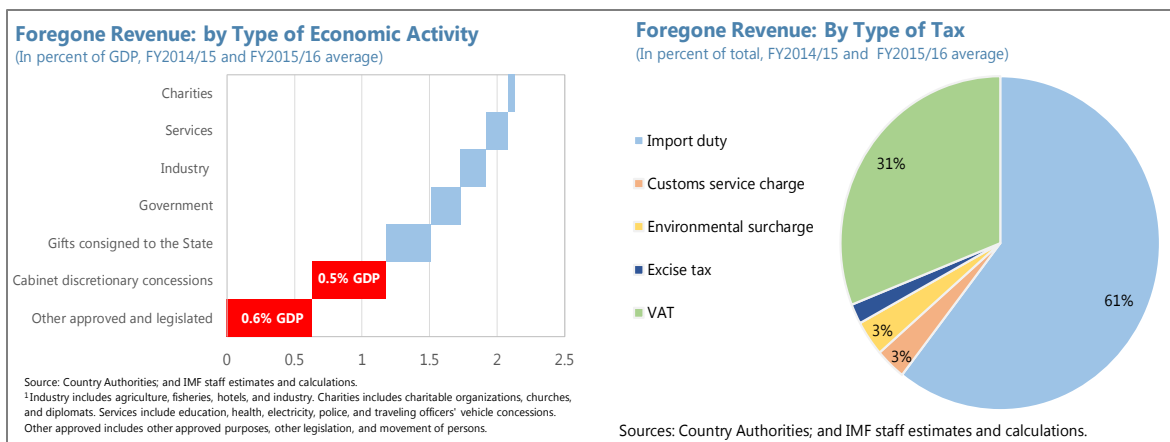 Foregone Revenue: by Type of Economic Activity
(In percent of GDP, FY2014/15 and FY2015/16 average)
Charities
Services
Industry
Government
Gifts consigned to the State
Cabinet discretionary concessions
0.5% GDP
Other approved and legislated
0.6% GDP
0 0.5 1 1.5 2 2.5
Source: Country Authorities; and IMF staff estimates and calculations.
1 Industry includes agriculture, fisheries, hotels, and industry. Charities includes charitable organizations, churches,
and diplomats. Services include education, health, electricity, police, and traveling officers' vehicle concessions.
Other approved includes other approved purposes, other legislation, and movement of persons.
Foregone Revenue: By Type of Tax
(In percent of total, FY2014/15 and FY2015/16 average)
Import duty
Customs service charge
Environmental surcharge
Excise tax
VAT
31%
61%
3%
3%
Sources: Country Authorities; and IMF staff estimates and calculations.